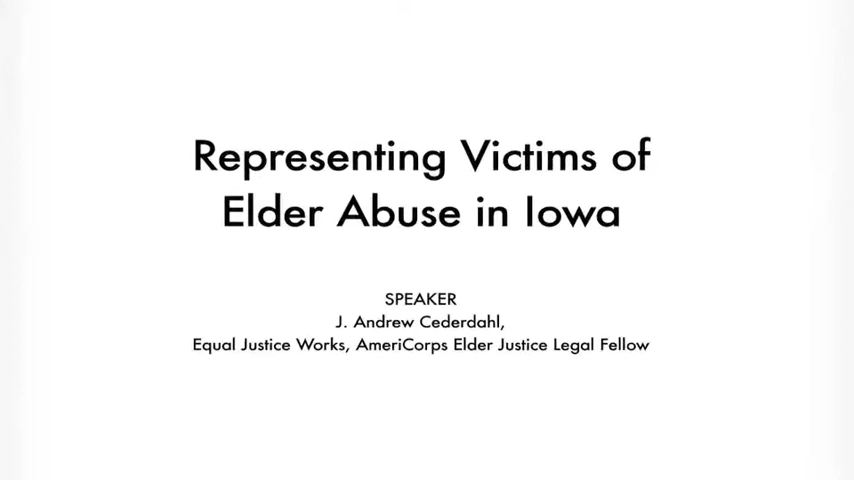 Representing Victims of
Elder Abuse in Iowa
SPEAKER
J. Andrew Cederdahl,
Equal Justice Works, AmeriCorps Elder Justice Legal Fellow